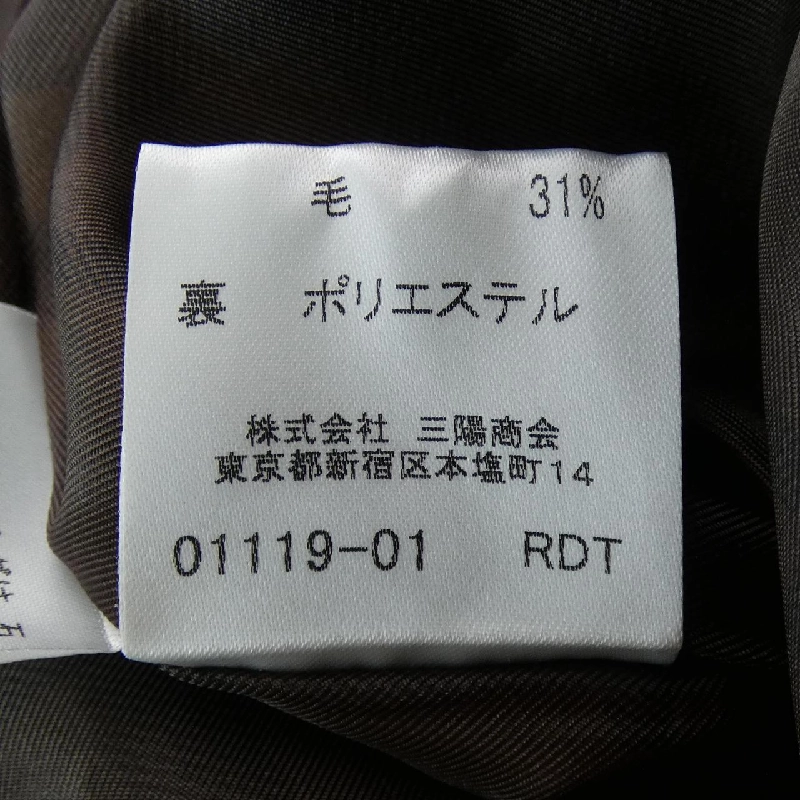 毛 31%
裏 ポリエステル
株式会社 三陽商会
東京都新宿区本塩町14
01119-01 RDT